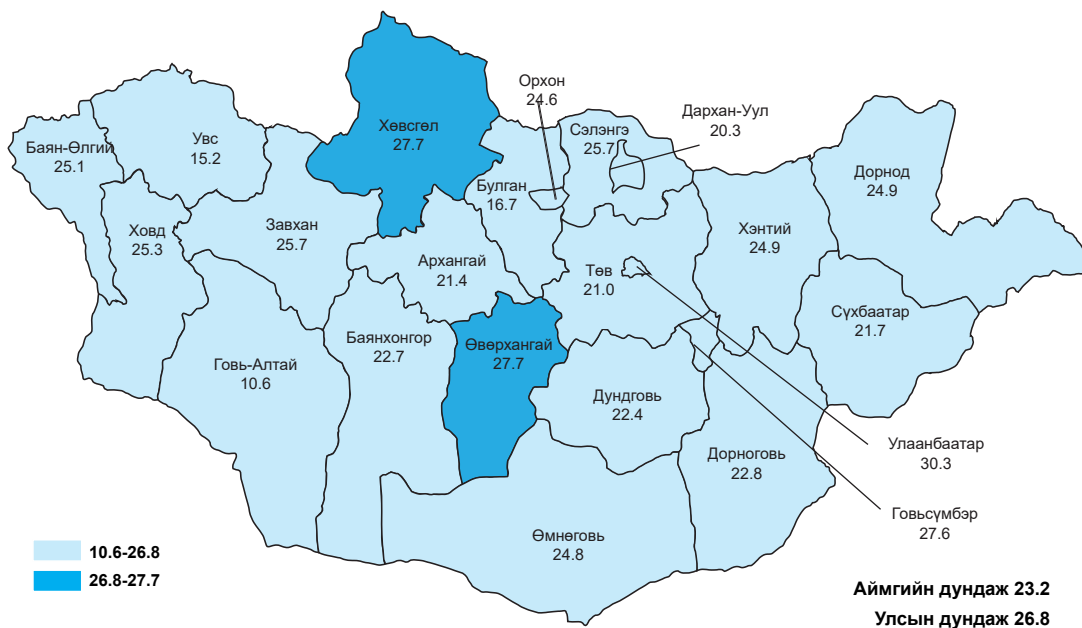 Орхон
24.6
Дархан-Уул
20.3
Хөвсгөл
27.7
Сэлэнгэ
25.7
Увс
15.2
Баян-Өлгий
25.1
Булган
16.7
Дорнод
24.9
Ховд
25.3
Завхан
25.7
Хэнтий
24.9
Архангай
21.4
Төв
21.0
Сүхбаатар
21.7
Баянхонгор
22.7
Өвөрхангай
27.7
Говь-Алтай
10.6
Дундговь
22.4
Улаанбаатар
30.3
Дорноговь
22.8
Говьсүмбэр
27.6
Өмнөговь
24.8
10.6-26.8
26.8-27.7
Аймгийн дундаж 23.2
Улсын дундаж 26.8